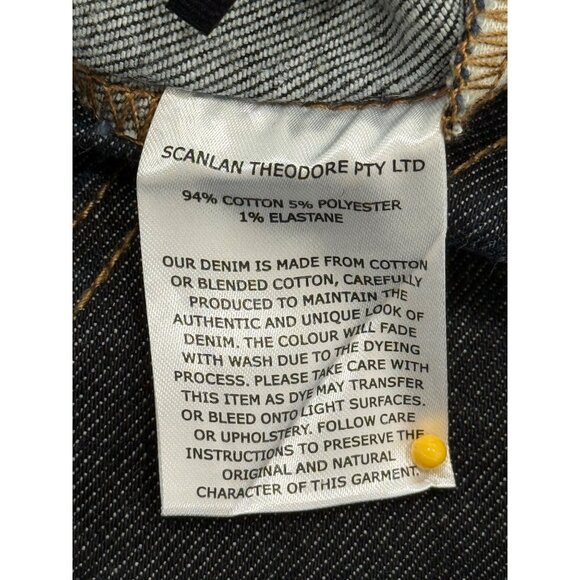 SCANLAN THEODORE PTY LTD
94% COTTON 5% POLYESTER
1% ELASTANE
OUR DENIM IS MADE FROM COTTON
OR BLENDED COTTON, CAREFULLY
PRODUCED TO MAINTAIN THE
AUTHENTIC AND UNIQUE LOOK OF
DENIM. THE COLOUR WILL FADE
WITH WASH DUE TO THE DYEING
PROCESS. PLEASE TAKE CARE WITH
THIS ITEM AS DYE MAY TRANSFER
OR BLEED ONTO LIGHT SURFACES.
OR UPHOLSTERY. FOLLOW CARE
INSTRUCTIONS TO PRESERVE THE
ORIGINAL AND NATURAL
CHARACTER OF THIS GARMENT.